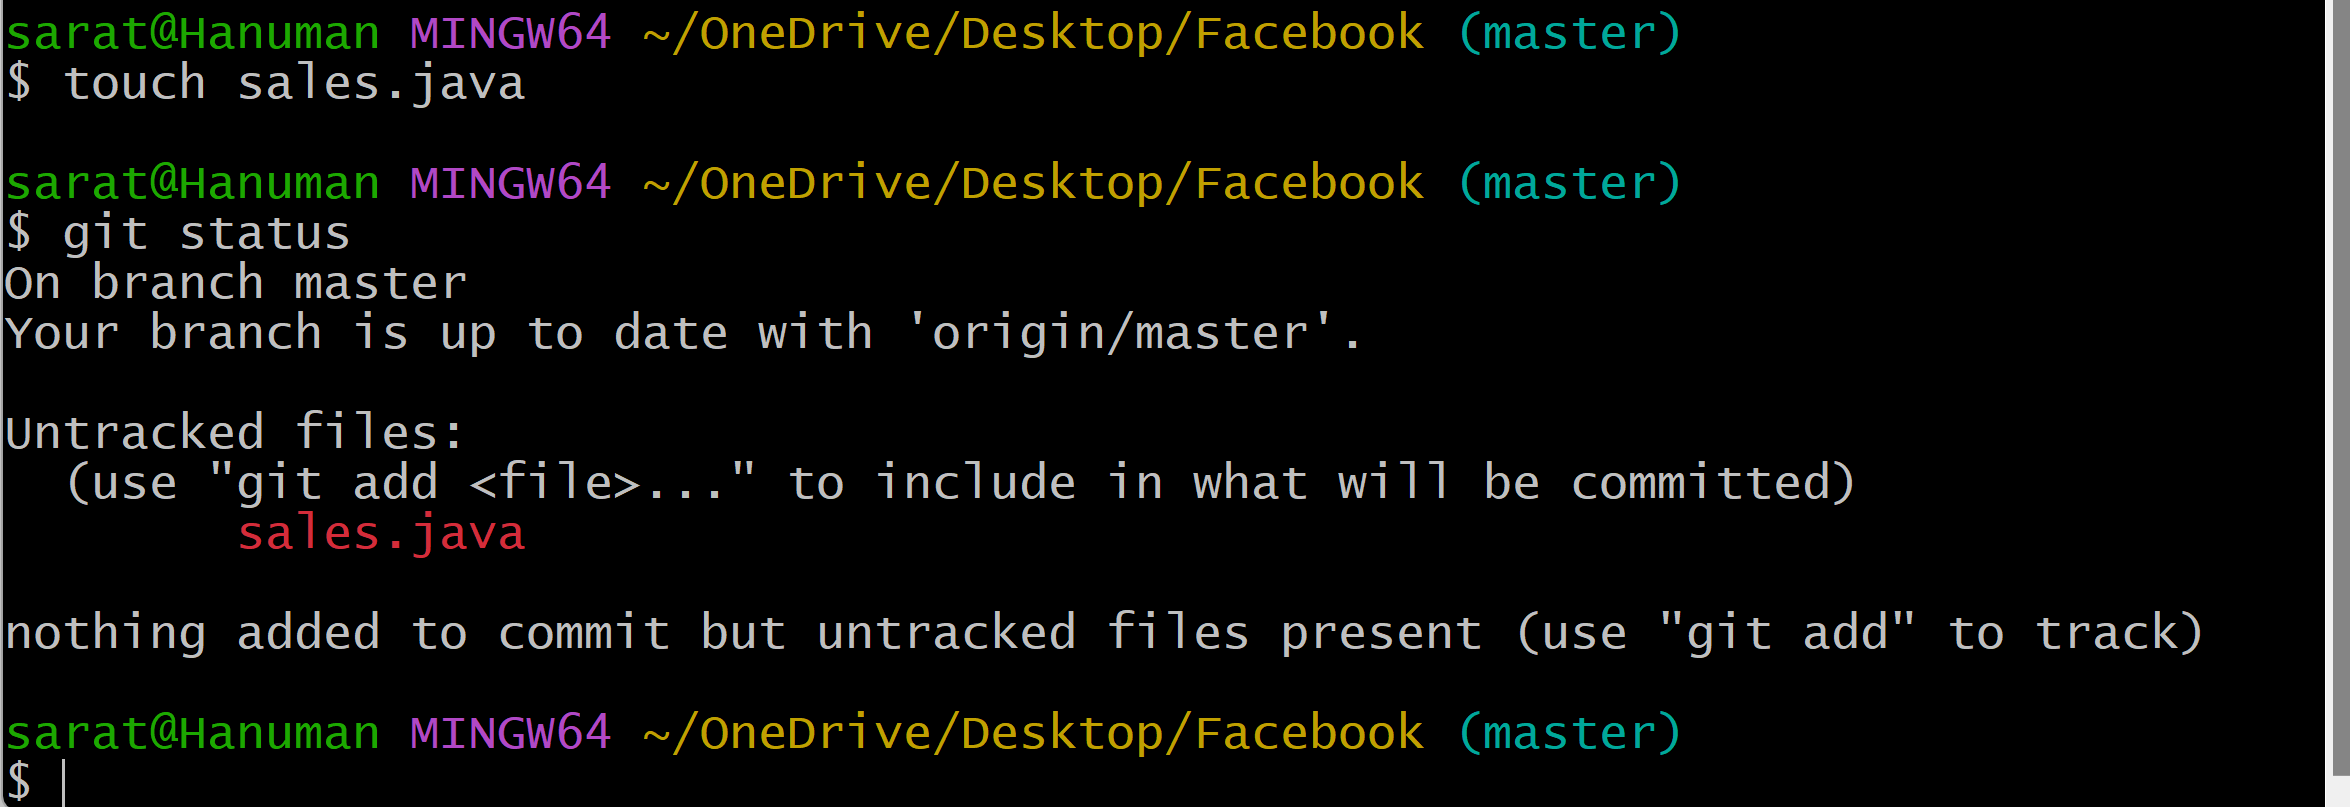 sarat@Hanuman MINGW64 ~/OneDrive/Desktop/Facebook (master)
$ touch sales.java
sarat@Hanuman MINGW64 ~/OneDrive/Desktop/Facebook (master)
$ git status
On branch master
Your branch is up to date with 'origin/master'.
Untracked files:
  (use "git add <file>..." to include in what will be committed)
        sales.java
nothing added to commit but untracked files present (use "git add" to track)
sarat@Hanuman MINGW64 ~/OneDrive/Desktop/Facebook (master)
$